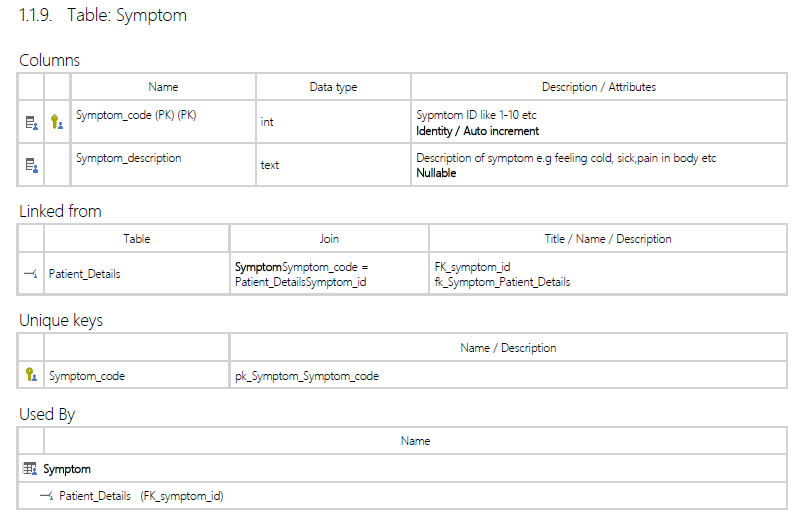 1.1.9. Table: Symptom
Columns
Name Data type Description / Attributes
Symptom_code (PK) (PK) int Sypmtom ID like 1-10 etc
Identity / Auto increment
Symptom_description text Description of symptom e.g feeling cold, sick,pain in body etc
Nullable
Linked from
Table Join Title / Name / Description
Patient_Details SymptomSymptom_code = FK_symptom_id
Patient_DetailsSymptom_id fk_Symptom_Patient_Details
Unique keys
Name / Description
Symptom_code pk_Symptom_Symptom_code
Used By
Name
Symptom
Patient_Details (FK_symptom_id)